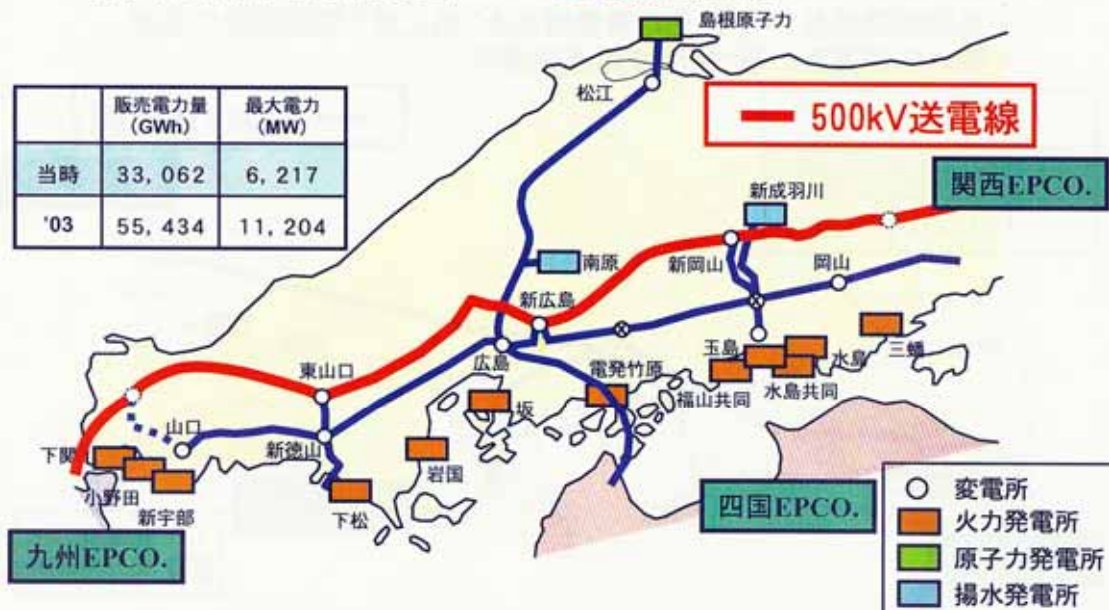 島根原子力
松江
販売電力量 最大電力
(GWh) (MW)
当時 33,062 6,217
'03 55,434 11,204
500kV送電線
関西EPCO.
新成羽川
南原
新岡山
岡山
新広島
広島
東山口
玉島
水島
三蟠
電発竹原
福山共同
水島共同
坂
山口
新徳山
岩国
下関
小野田
新宇部
下松
四国EPCO.
九州EPCO.
変電所
火力発電所
原子力発電所
揚水発電所